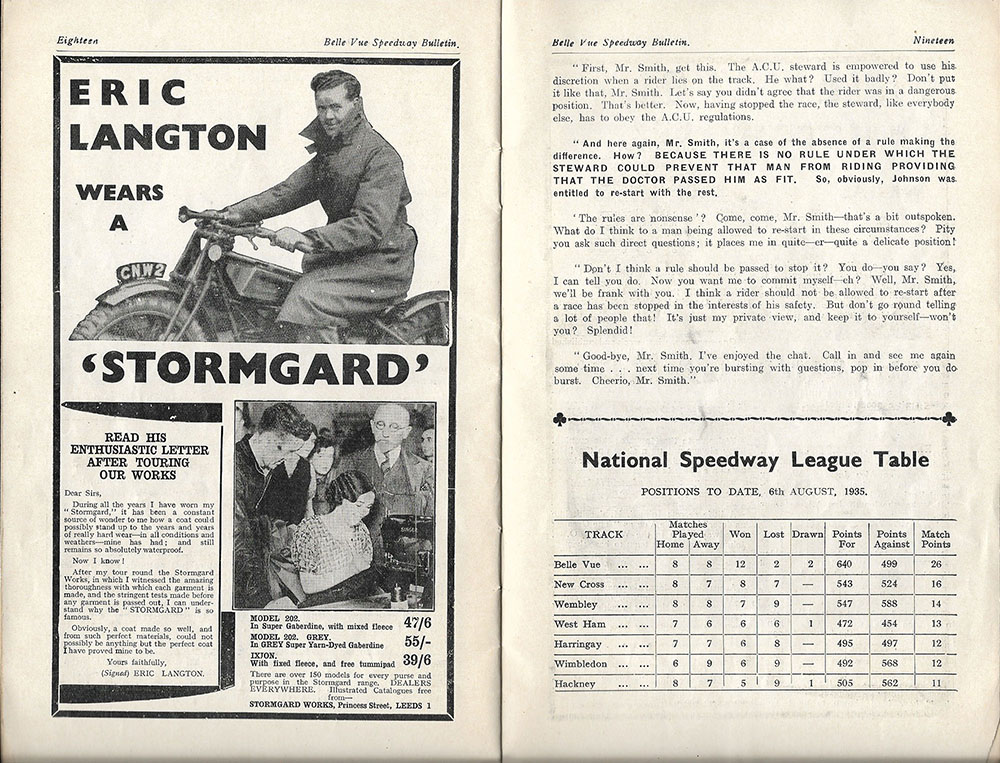 Eighteen
Belle Vue Speedway Bulletin.
ERIC
LANGTON
WEARS
A
CNW2
'STORMGARD'
READ HIS
ENTHUSIASTIC LETTER
AFTER TOURING
OUR WORKS
Dear Sirs,
During all the years I have worn my
"Stormgard," it has been a constant
source of wonder to me how a coat could
possibly stand up to the years and years
of really hard wear—in all conditions and
weathers—mine has had; and still
remains so absolutely waterproof.
Now I know!
After my tour round the Stormgard
Works, in which I witnessed the amazing
thoroughness with which each garment is
made, and the stringent tests made before
any garment is passed out, I can under-
stand why the "STORMGARD" is so
famous.
Obviously, a coat made so well, and
from such perfect materials, could not
possibly be anything but the perfect coat
I have proved mine to be.
Yours faithfully,
(Signed) ERIC LANGTON.
SINGER
MODEL 202.
In Super Gaberdine, with mixed fleece 47/6
MODEL 202. GREY.
In GREY Super Yarn-Dyed Gaberdine 55/-
IXION.
With fixed fleece, and free tummipad 39/6
There are over 150 models for every purse and
purpose in the Stormgard range. DEALERS
EVERYWHERE. Illustrated Catalogues free
from—
STORMGARD WORKS, Princess Street, LEEDS 1
Belle Vue Speedway Bulletin.
Nineteen
"First, Mr. Smith, get this. The A.C.U. steward is empowered to use his
discretion when a rider lies on the track. He what? Used it badly? Don't put
it like that, Mr. Smith. Let's say you didn't agree that the rider was in a dangerous
position. That's better. Now, having stopped the race, the steward, like everybody
else, has to obey the A.C.U. regulations.
"And here again, Mr. Smith, it's a case of the absence of a rule making the
difference. How? BECAUSE THERE IS NO RULE UNDER WHICH THE
STEWARD COULD PREVENT THAT MAN FROM RIDING PROVIDING
THAT THE DOCTOR PASSED HIM AS FIT. So, obviously, Johnson was
entitled to re-start with the rest.
'The rules are nonsense'? Come, come, Mr. Smith—that's a bit outspoken.
What do I think to a man being allowed to re-start in these circumstances? Pity
you ask such direct questions; it places me in quite—er—quite a delicate position!
"Don't I think a rule should be passed to stop it? You do—you say? Yes,
I can tell you do. Now you want me to commit myself—eh? Well, Mr. Smith,
we'll be frank with you. I think a rider should not be allowed to re-start after
a race has been stopped in the interests of his safety. But don't go round telling
a lot of people that! It's just my private view, and keep it to yourself—won't
you? Splendid!
"Good-bye, Mr. Smith. I've enjoyed the chat. Call in and see me again
some time . . . next time you're bursting with questions, pop in before you do
burst. Cheerio, Mr. Smith."
National Speedway League Table
POSITIONS TO DATE, 6th AUGUST, 1935.
TRACK Matches Played Home Away Won Lost Drawn Points For Points Against Match Points
Belle Vue ... ... 8 8 12 2 2 640 499 26
New Cross ... ... 8 7 8 7 — 543 524 16
Wembley ... ... 8 8 7 9 — 547 588 14
West Ham ... ... 7 6 6 6 1 472 454 13
Harringay ... ... 7 7 6 8 — 495 497 12
Wimbledon ... ... 6 9 6 9 — 492 568 12
Hackney ... ... 8 7 5 9 1 505 562 11